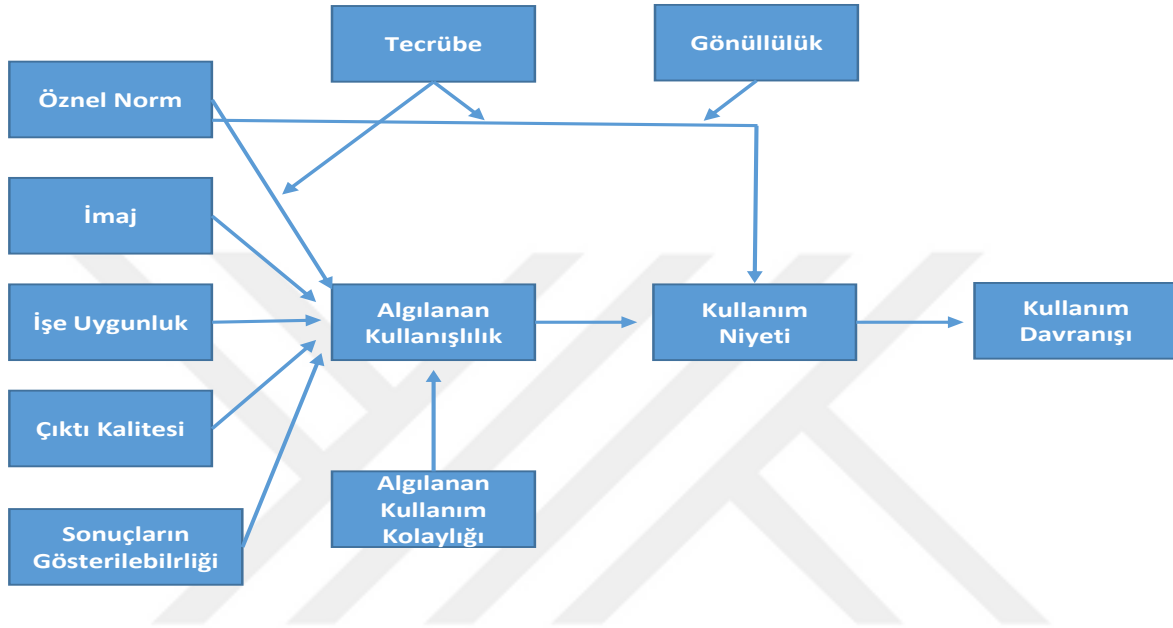 Tecrübe
Gönüllülük
Öznel Norm
İmaj
İşe Uygunluk
Algılanan
Kullanışlılık
Kullanım
Niyeti
Kullanım
Davranışı
Çıktı Kalitesi
Algılanan
Kullanım
Kolaylığı
Sonuçların
Gösterilebilrliği